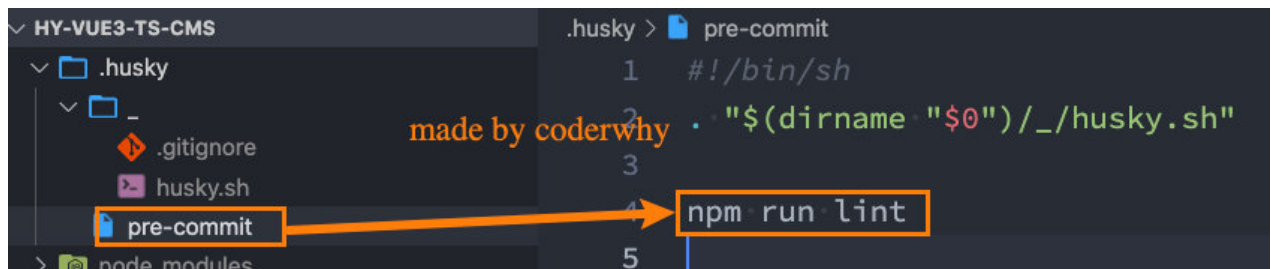 HY-VUE3-TS-CMS
.husky
_
.gitignore
husky.sh
pre-commit
node_modules
made by coderwhy
.husky > pre-commit
1 #!/bin/sh
2 . "$(dirname "$0")/_/husky.sh"
3
4 npm run lint
5